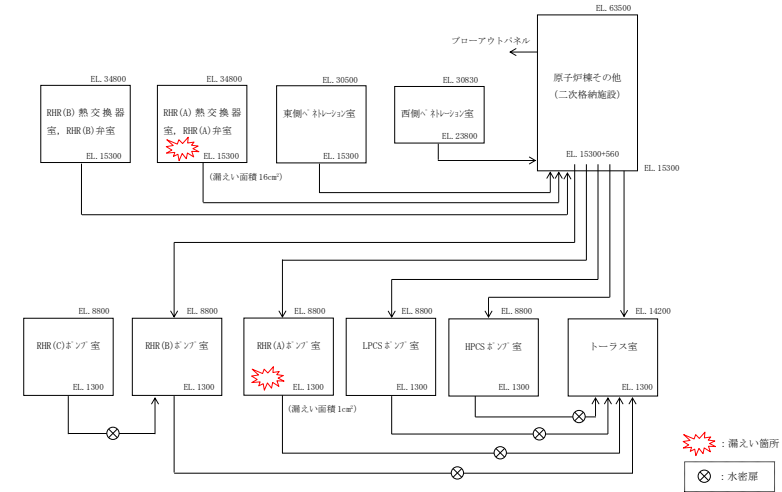 EL. 63500
ブローアウトパネル
原子炉棟その他
(二次格納施設)
EL. 15300+560
EL. 15300
EL. 34800
RHR(B)熱交換器
室，RHR(B)弁室
EL. 15300
EL. 34800
RHR(A)熱交換器
室，RHR(A)弁室
EL. 15300
(漏えい面積16cm²)
EL. 30500
東側ﾍﾟﾈﾄﾚｰｼｮﾝ室
EL. 15300
EL. 30830
西側ﾍﾟﾈﾄﾚｰｼｮﾝ室
EL. 23800
EL. 8800
RHR(C)ﾎﾟﾝﾌﾟ室
EL. 1300
EL. 8800
RHR(B)ﾎﾟﾝﾌﾟ室
EL. 1300
EL. 8800
RHR(A)ﾎﾟﾝﾌﾟ室
EL. 1300
(漏えい面積1cm²)
EL. 8800
LPCSﾎﾟﾝﾌﾟ室
EL. 1300
EL. 8800
HPCSﾎﾟﾝﾌﾟ室
EL. 1300
EL. 14200
トーラス室
EL. 1300
：漏えい箇所
：水密扉